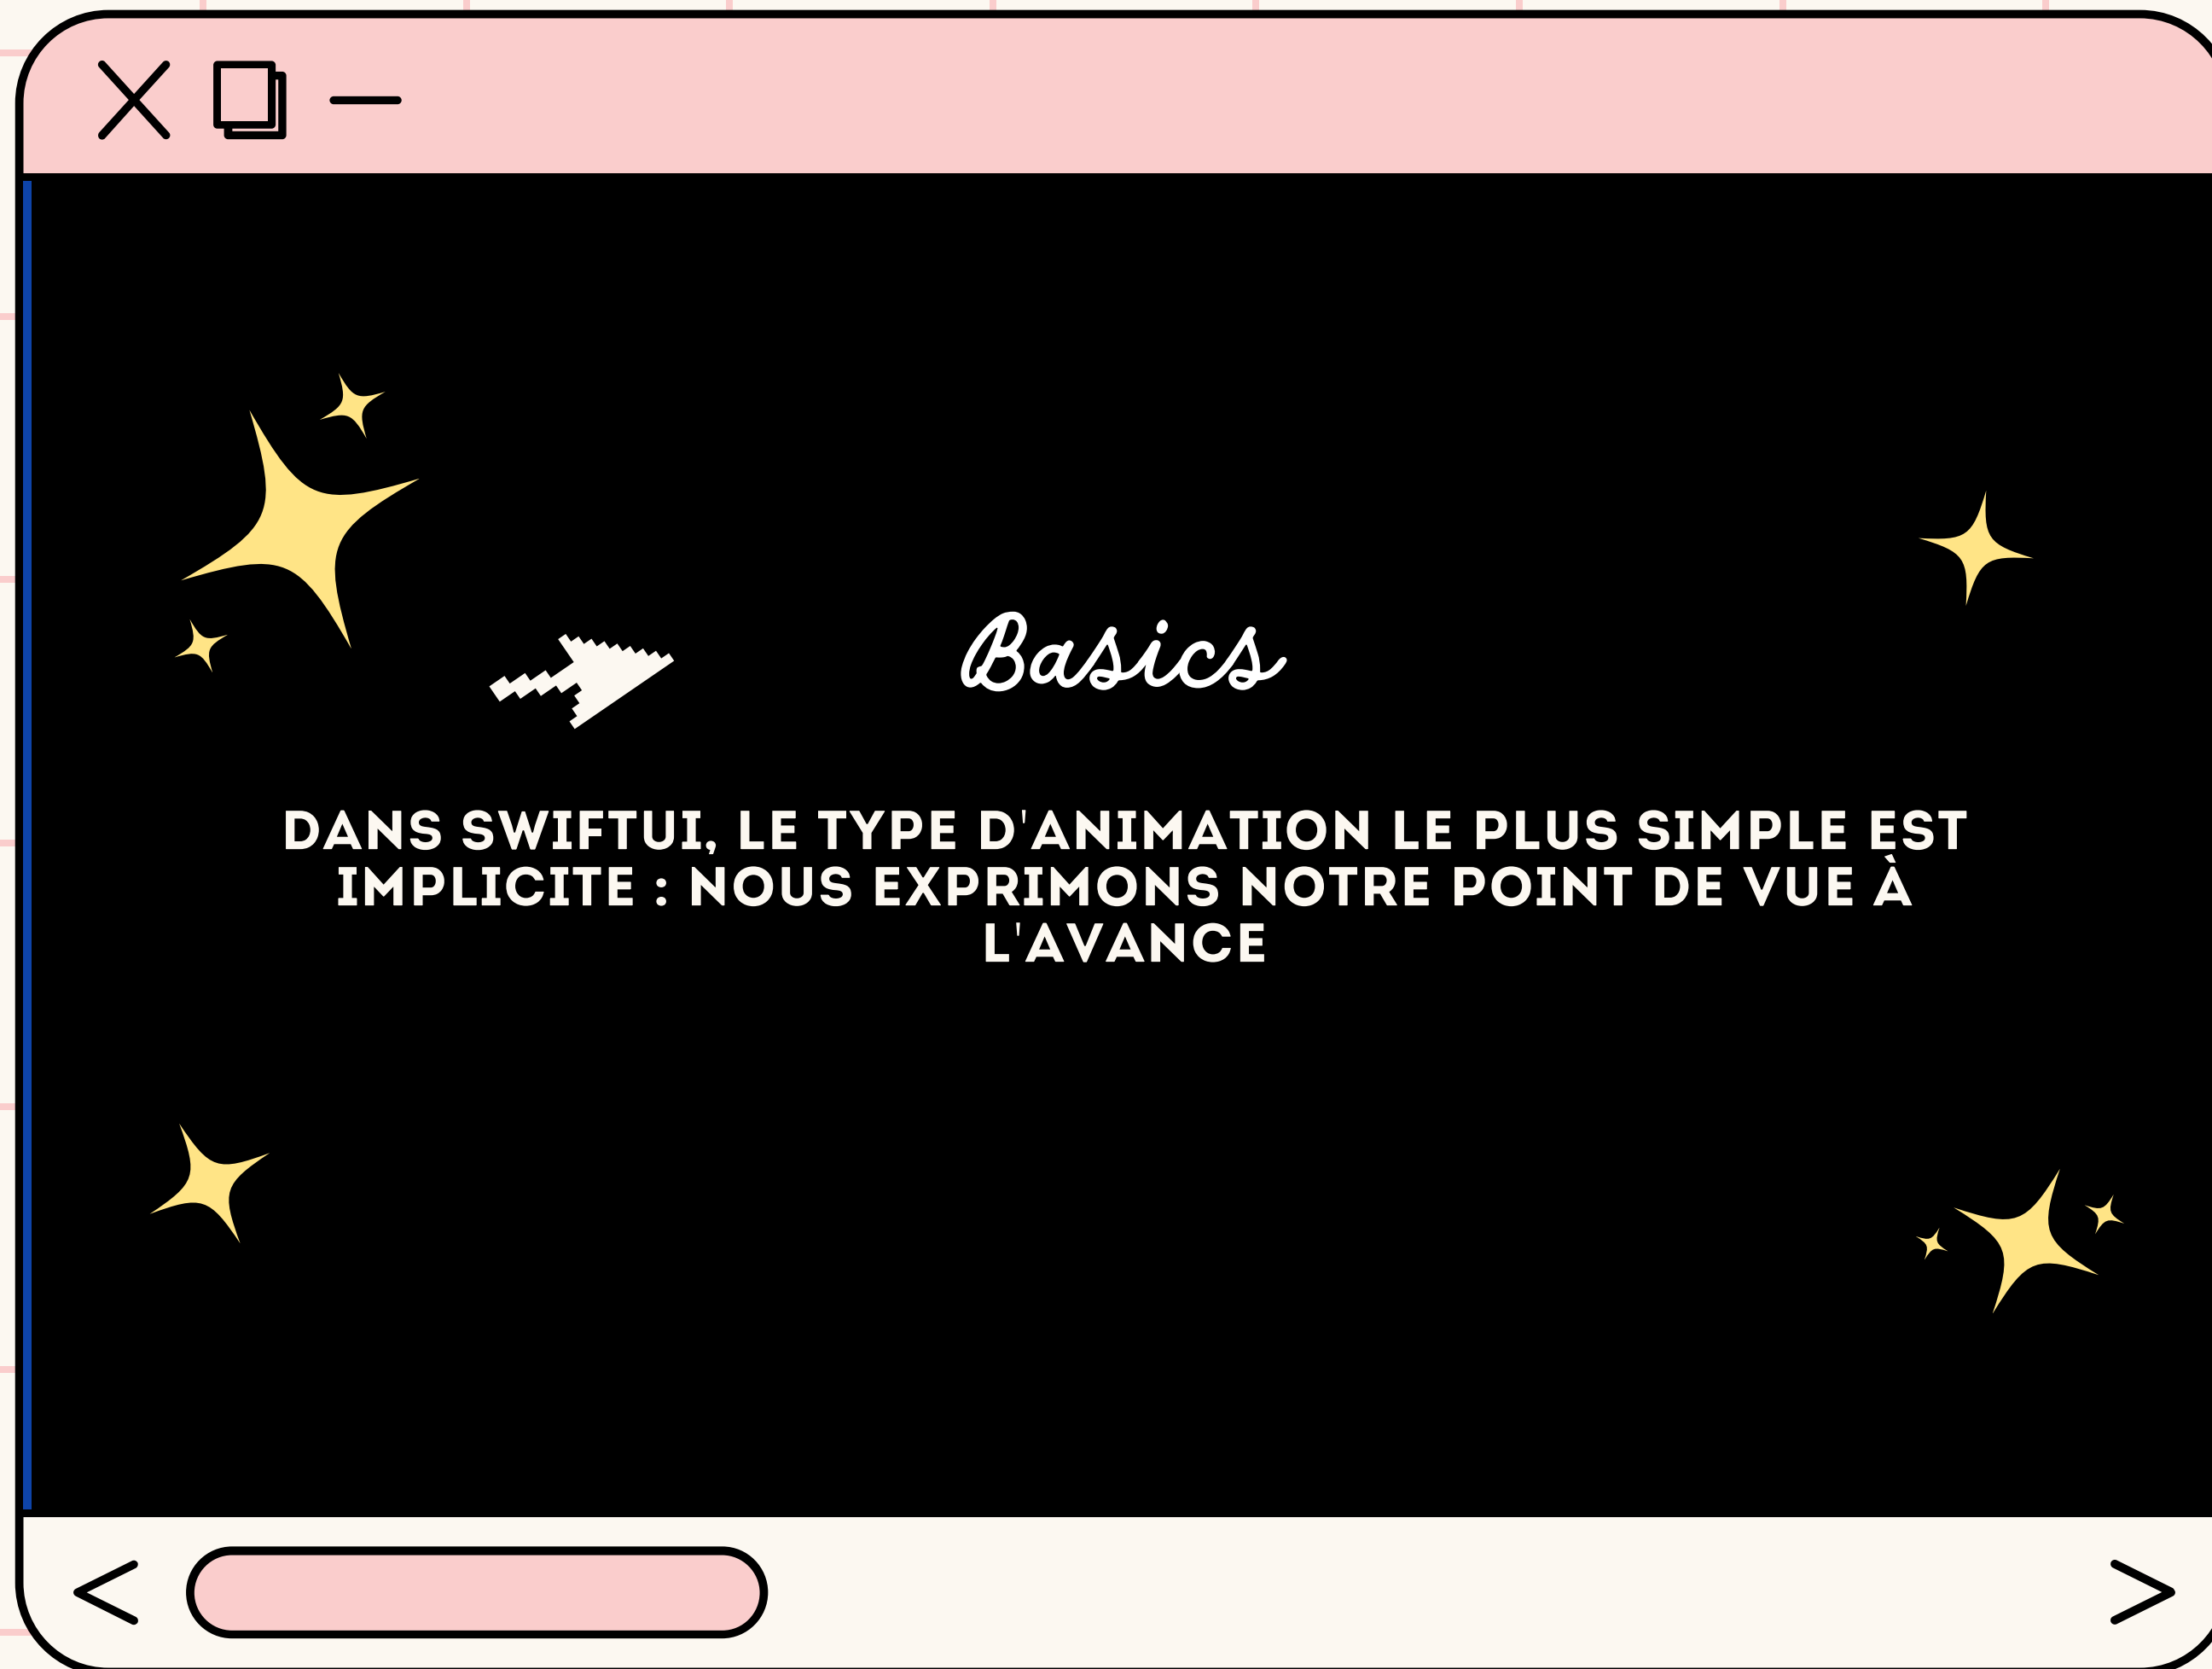 Basics
DANS SWIFTUI, LE TYPE D'ANIMATION LE PLUS SIMPLE EST
IMPLICITE : NOUS EXPRIMONS NOTRE POINT DE VUE À
L'AVANCE